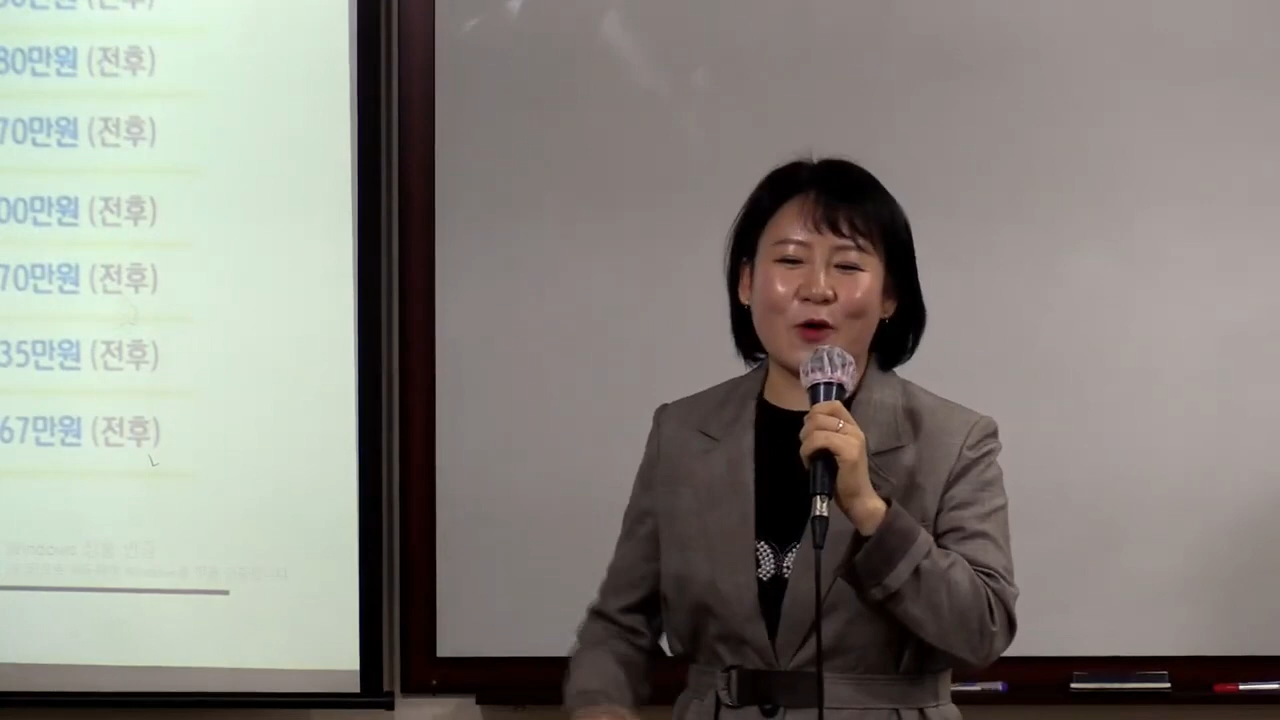 80만원 (전후)
70만원 (전후)
00만원 (전후)
70만원 (전후)
35만원 (전후)
67만원 (전후)